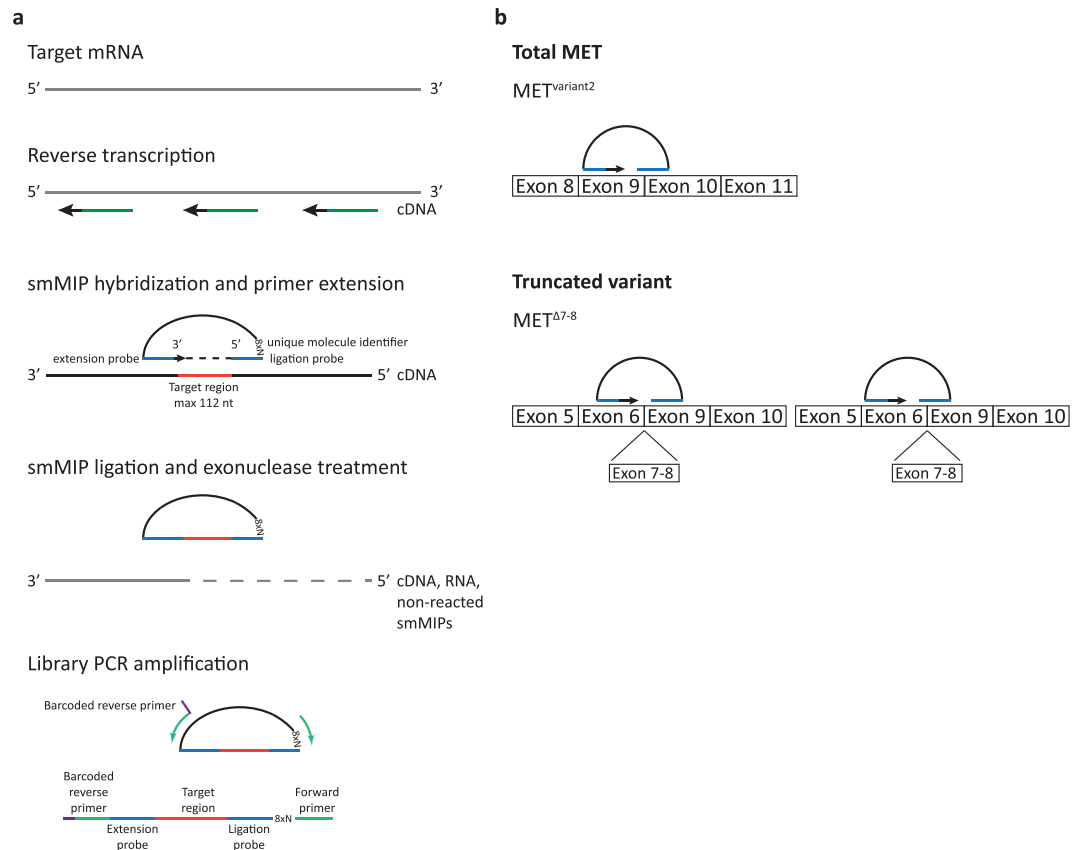 a
Target mRNA
5’ 3’
Reverse transcription
5’ 3’
cDNA
smMIP hybridization and primer extension
3’ 5’
8xN
unique molecule identifier
extension probe
ligation probe
3’ 5’ cDNA
Target region
max 112 nt
smMIP ligation and exonuclease treatment
8xN
3’ 5’ cDNA, RNA,
non-reacted
smMIPs
Library PCR amplification
Barcoded reverse primer
8xN
Barcoded
reverse
primer
Target
region
Forward
primer
8xN
Extension
probe
Ligation
probe
b
Total MET
METvariant2
Exon 8 Exon 9 Exon 10 Exon 11
Truncated variant
METΔ7-8
Exon 5 Exon 6 Exon 9 Exon 10
Exon 7-8
Exon 5 Exon 6 Exon 9 Exon 10
Exon 7-8